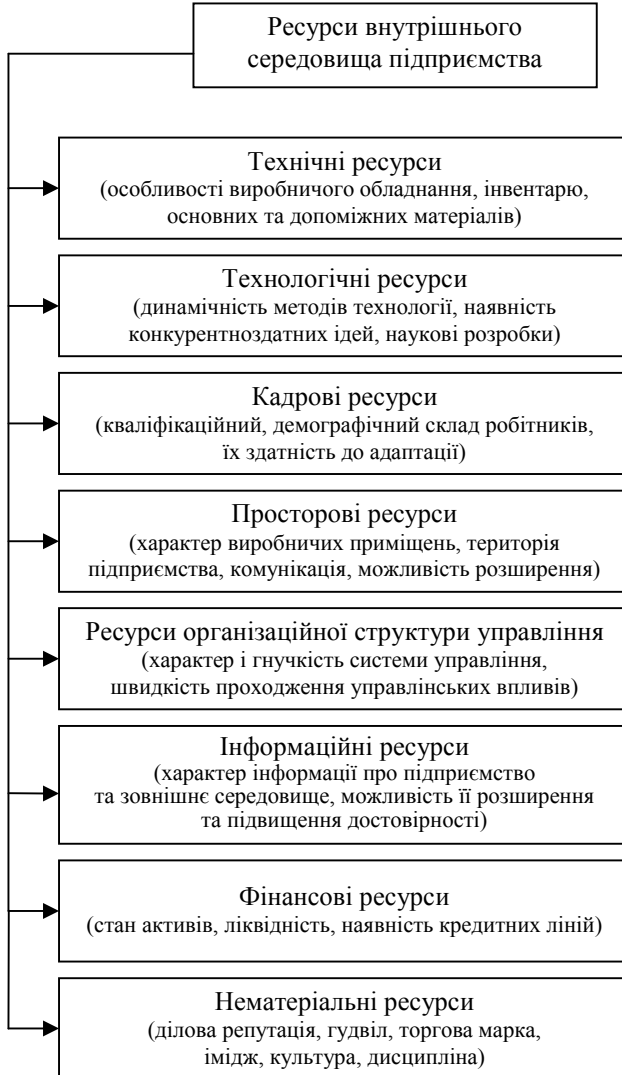 Ресурси внутрішнього
середовища підприємства
Технічні ресурси
(особливості виробничого обладнання, інвентарю,
основних та допоміжних матеріалів)
Технологічні ресурси
(динамічність методів технології, наявність
конкурентноздатних ідей, наукові розробки)
Кадрові ресурси
(кваліфікаційний, демографічний склад робітників,
їх здатність до адаптації)
Просторові ресурси
(характер виробничих приміщень, територія
підприємства, комунікація, можливість розширення)
Ресурси організаційної структури управління
(характер і гнучкість системи управління,
швидкість проходження управлінських впливів)
Інформаційні ресурси
(характер інформації про підприємство
та зовнішнє середовище, можливість її розширення
та підвищення достовірності)
Фінансові ресурси
(стан активів, ліквідність, наявність кредитних ліній)
Нематеріальні ресурси
(ділова репутація, гудвіл, торгова марка,
імідж, культура, дисципліна)